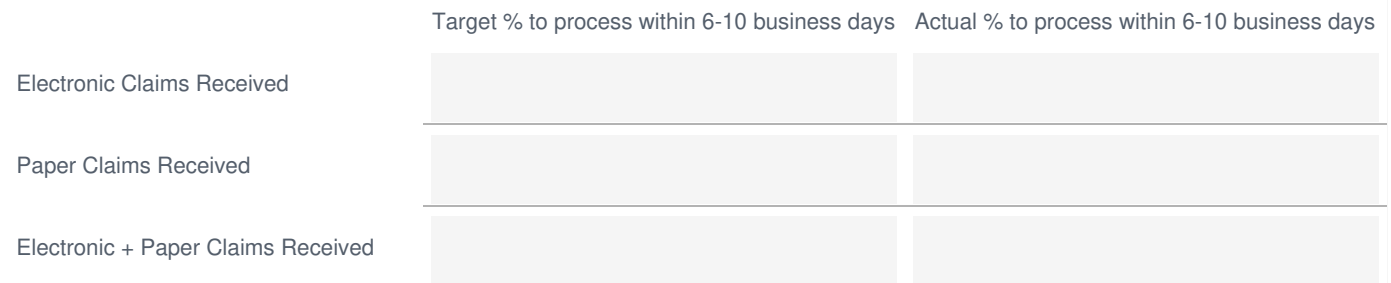 Target % to process within 6-10 business days Actual % to process within 6-10 business days
Electronic Claims Received
Paper Claims Received
Electronic + Paper Claims Received